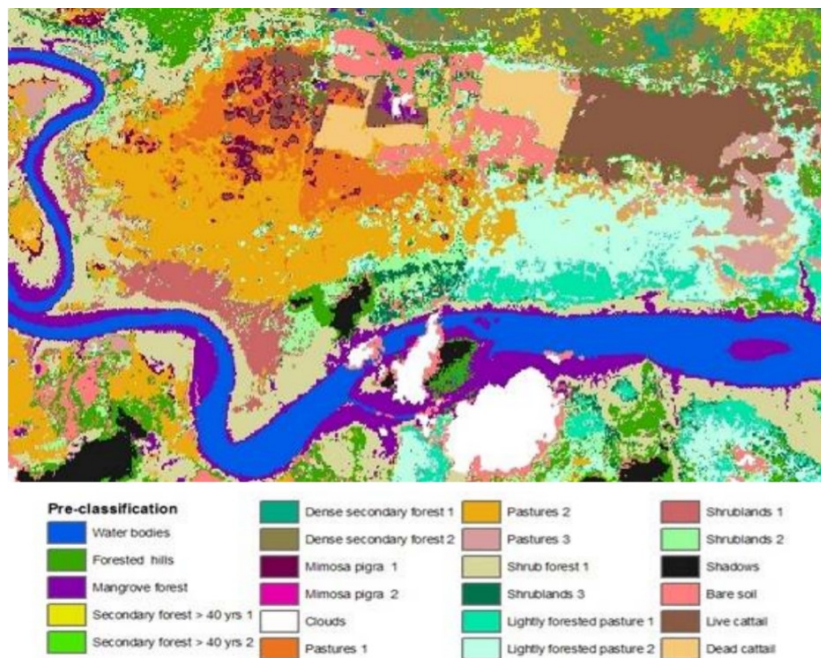 Pre-classification
Water bodies
Forested hills
Mangrove forest
Secondary forest > 40 yrs 1
Secondary forest > 40 yrs 2
Dense secondary forest 1
Dense secondary forest 2
Mimosa pigra 1
Mimosa pigra 2
Clouds
Pastures 1
Pastures 2
Pastures 3
Shrub forest 1
Shrublands 3
Lightly forested pasture 1
Lightly forested pasture 2
Shrublands 1
Shrublands 2
Shadows
Bare soil
Live cattail
Dead cattail